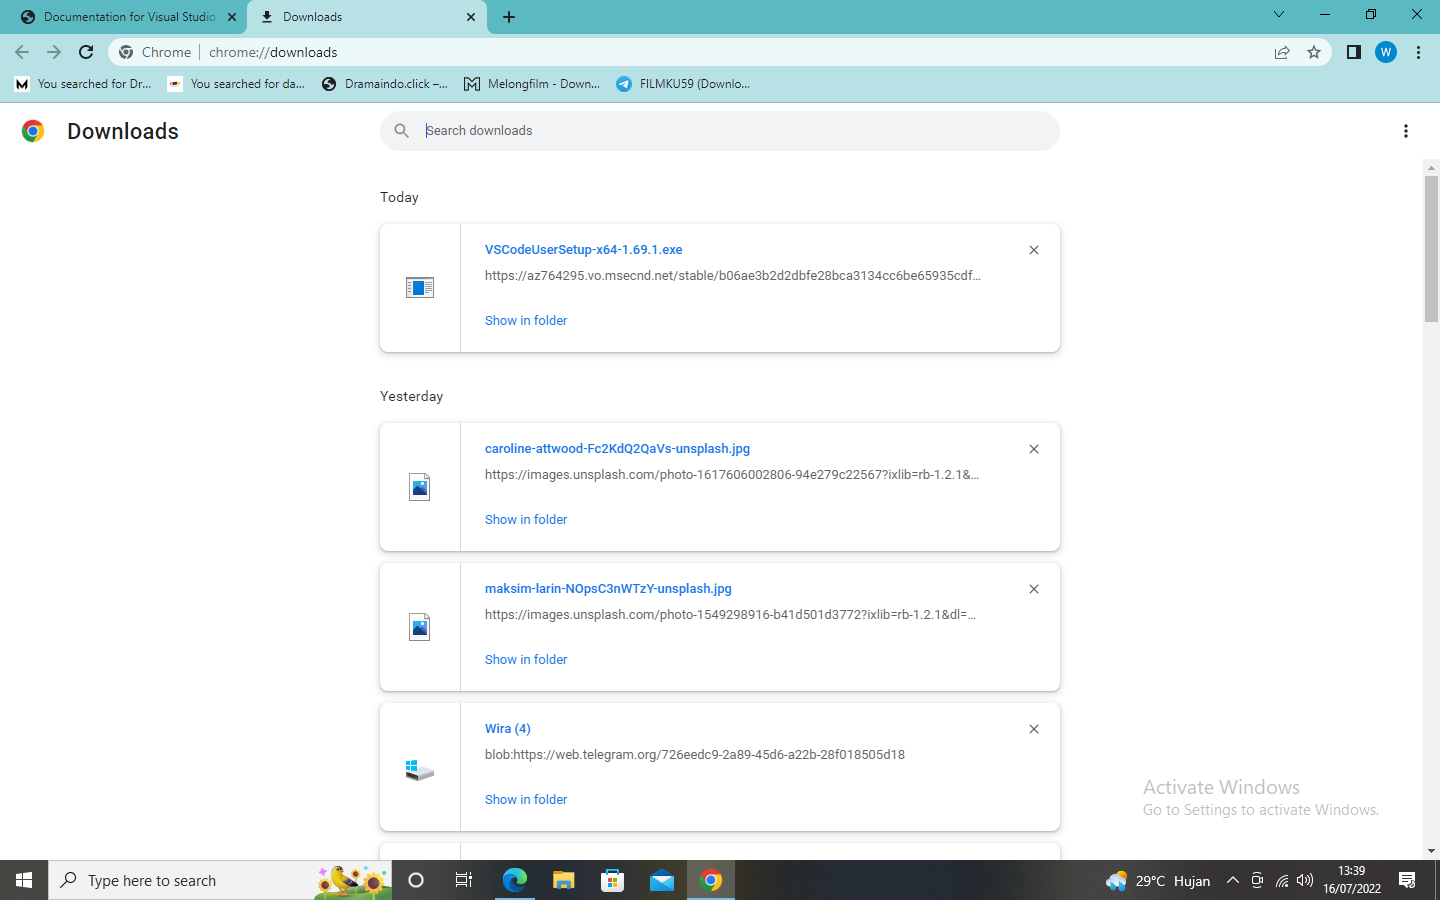 Documentation for Visual Studio
Downloads
Chrome
chrome://downloads
W
You searched for Dr...
You searched for da...
Dramaindo.click –...
Melongfilm - Down...
FILMKU59 (Downlo...
Downloads
Search downloads
Today
VSCodeUserSetup-x64-1.69.1.exe
https://az764295.vo.msecnd.net/stable/b06ae3b2d2dbfe28bca3134cc6be65935cdf...
Show in folder
Yesterday
caroline-attwood-Fc2KdQ2QaVs-unsplash.jpg
https://images.unsplash.com/photo-1617606002806-94e279c22567?ixlib=rb-1.2.1&...
Show in folder
maksim-larin-NOpsC3nWTzY-unsplash.jpg
https://images.unsplash.com/photo-1549298916-b41d501d3772?ixlib=rb-1.2.1&dl=...
Show in folder
Wira (4)
blob:https://web.telegram.org/726eedc9-2a89-45d6-a22b-28f018505d18
Show in folder
Activate Windows
Go to Settings to activate Windows.
Type here to search
29°C Hujan
13:39
16/07/2022